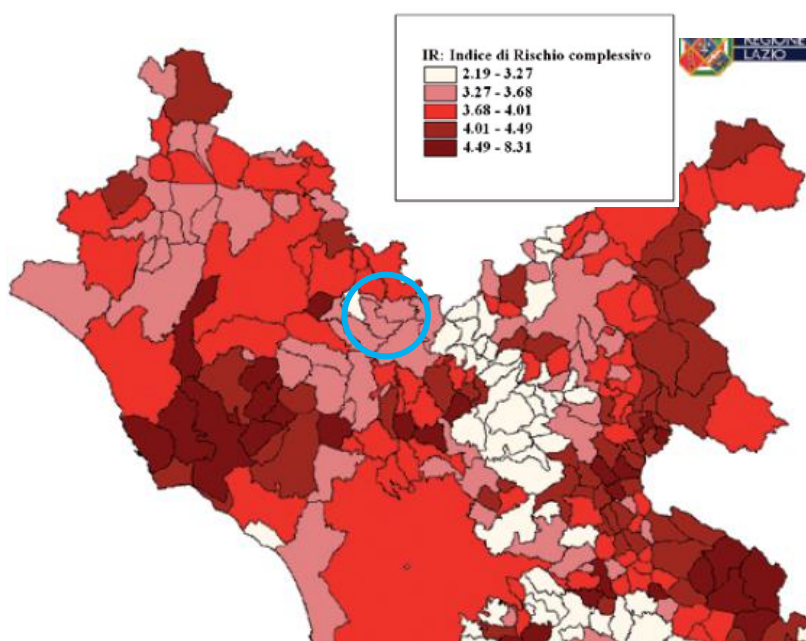 IR: Indice di Rischio complessivo
2.19 - 3.27
3.27 - 3.68
3.68 - 4.01
4.01 - 4.49
4.49 - 8.31
REGIONE
LAZIO